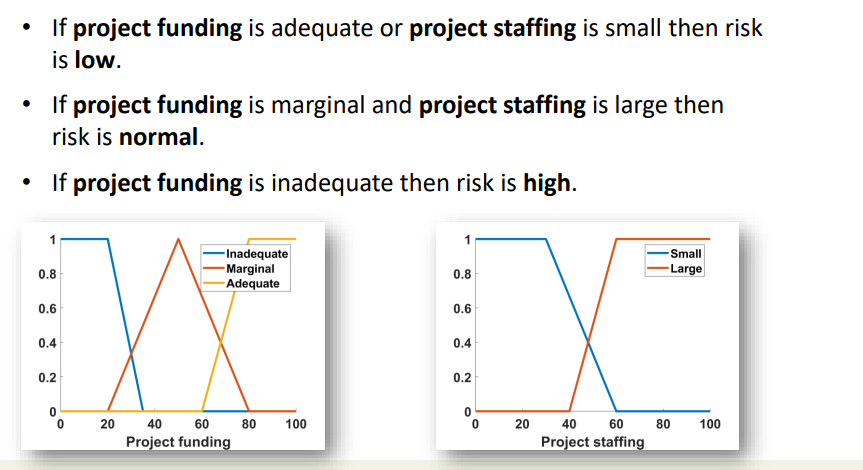 • If project funding is adequate or project staffing is small then risk
is low.
• If project funding is marginal and project staffing is large then
risk is normal.
• If project funding is inadequate then risk is high.
1
0.8
0.6
0.4
0.2
0
0 20 40 60 80 100
Project funding
Inadequate
Marginal
Adequate
1
0.8
0.6
0.4
0.2
0
0 20 40 60 80 100
Project staffing
Small
Large